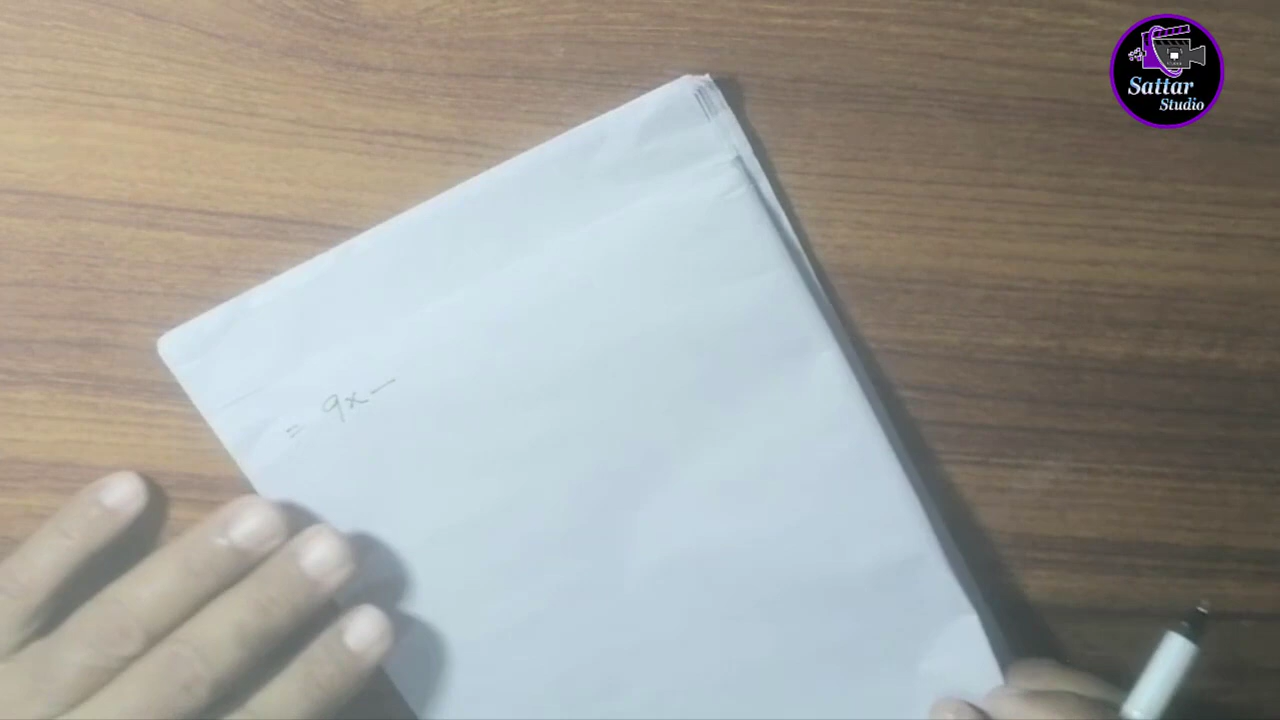 Sattar
Studio
= 9x —